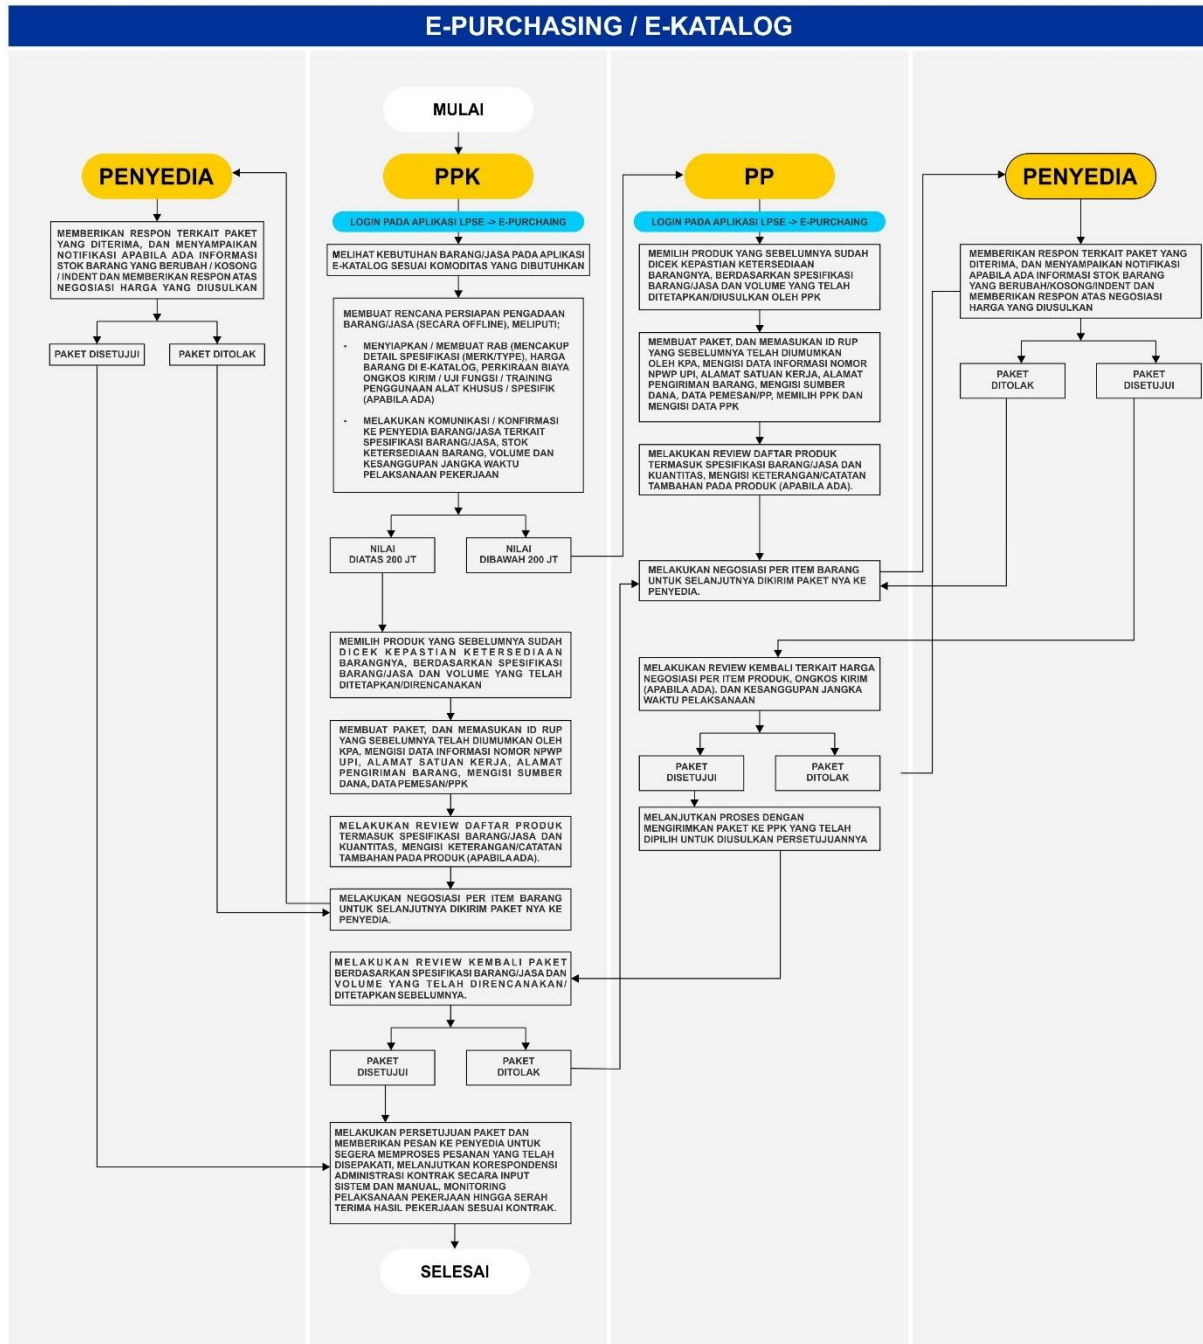 E-PURCHASING / E-KATALOG
MULAI
PENYEDIA
MEMBERIKAN RESPON TERKAIT PAKET
YANG DITERIMA, DAN MENYAMPAIKAN
NOTIFIKASI APABILA ADA INFORMASI
STOK BARANG YANG BERUBAH / KOSONG
/ INDENT DAN MEMBERIKAN RESPON ATAS
NEGOSIASI HARGA YANG DIUSULKAN
PAKET DISETUJUI
PAKET DITOLAK
PPK
LOGIN PADA APLIKASI LPSE -> E-PURCHAING
MELIHAT KEBUTUHAN BARANG/JASA PADA APLIKASI
E-KATALOG SESUAI KOMODITAS YANG DIBUTUHKAN
MEMBUAT RENCANA PERSIAPAN PENGADAAN
BARANG/JASA (SECARA OFFLINE), MELIPUTI;
- MENYIAPKAN / MEMBUAT RAB (MENCAKUP
DETAIL SPESIFIKASI (MERK/TYPE), HARGA
BARANG DI E-KATALOG, PERKIRAAN BIAYA
ONGKOS KIRIM / UJI FUNGSI / TRAINING
PENGGUNAAN ALAT KHUSUS / SPESIFIK
(APABILA ADA)
- MELAKUKAN KOMUNIKASI / KONFIRMASI
KE PENYEDIA BARANG/JASA TERKAIT
SPESIFIKASI BARANG/JASA, STOK
KETERSEDIAAN BARANG, VOLUME DAN
KESANGGUPAN JANGKA WAKTU
PELAKSANAAN PEKERJAAN
NILAI
DIATAS 200 JT
NILAI
DIBAWAH 200 JT
MEMILIH PRODUK YANG SEBELUMNYA SUDAH
DICEK KEPASTIAN KETERSEDIAAN
BARANGNYA, BERDASARKAN SPESIFIKASI
BARANG/JASA DAN VOLUME YANG TELAH
DITETAPKAN/DIRENCANAKAN
MEMBUAT PAKET, DAN MEMASUKAN ID RUP
YANG SEBELUMNYA TELAH DIUMUMKAN OLEH
KPA, MENGISI DATA INFORMASI NOMOR NPWP
UPI, ALAMAT SATUAN KERJA, ALAMAT
PENGIRIMAN BARANG, MENGISI SUMBER
DANA, DATA PEMESAN/PPK
MELAKUKAN REVIEW DAFTAR PRODUK
TERMASUK SPESIFIKASI BARANG/JASA DAN
KUANTITAS, MENGISI KETERANGAN/CATATAN
TAMBAHAN PADA PRODUK (APABILA ADA).
MELAKUKAN NEGOSIASI PER ITEM BARANG
UNTUK SELANJUTNYA DIKIRIM PAKET NYA KE
PENYEDIA.
MELAKUKAN REVIEW KEMBALI PAKET
BERDASARKAN SPESIFIKASI BARANG/JASA DAN
VOLUME YANG TELAH DIRENCANAKAN/
DITETAPKAN SEBELUMNYA.
PAKET
DISETUJUI
PAKET
DITOLAK
MELAKUKAN PERSETUJUAN PAKET DAN
MEMBERIKAN PESAN KE PENYEDIA UNTUK
SEGERA MEMPROSES PESANAN YANG TELAH
DISEPAKATI, MELANJUTKAN KORESPONDENSI
ADMINISTRASI KONTRAK SECARA INPUT
SISTEM DAN MANUAL, MONITORING
PELAKSANAAN PEKERJAAN HINGGA SERAH
TERIMA HASIL PEKERJAAN SESUAI KONTRAK.
SELESAI
PP
LOGIN PADA APLIKASI LPSE -> E-PURCHAING
MEMILIH PRODUK YANG SEBELUMNYA SUDAH
DICEK KEPASTIAN KETERSEDIAAN
BARANGNYA, BERDASARKAN SPESIFIKASI
BARANG/JASA DAN VOLUME YANG TELAH
DITETAPKAN/DIUSULKAN OLEH PPK
MEMBUAT PAKET, DAN MEMASUKAN ID RUP
YANG SEBELUMNYA TELAH DIUMUMKAN
OLEH KPA, MENGISI DATA INFORMASI NOMOR
NPWP UPI, ALAMAT SATUAN KERJA, ALAMAT
PENGIRIMAN BARANG, MENGISI SUMBER
DANA, DATA PEMESAN/PP, MEMILIH PPK DAN
MENGISI DATA PPK
MELAKUKAN REVIEW DAFTAR PRODUK
TERMASUK SPESIFIKASI BARANG/JASA DAN
KUANTITAS, MENGISI KETERANGAN/CATATAN
TAMBAHAN PADA PRODUK (APABILA ADA).
MELAKUKAN NEGOSIASI PER ITEM BARANG
UNTUK SELANJUTNYA DIKIRIM PAKET NYA KE
PENYEDIA.
MELAKUKAN REVIEW KEMBALI TERKAIT HARGA
NEGOSIASI PER ITEM PRODUK, ONGKOS KIRIM
(APABILA ADA). DAN KESANGGUPAN JANGKA
WAKTU PELAKSANAAN
PAKET
DISETUJUI
PAKET
DITOLAK
MELANJUTKAN PROSES DENGAN
MENGIRIMKAN PAKET KE PPK YANG TELAH
DIPILIH UNTUK DIUSULKAN PERSETUJUANNYA
PENYEDIA
MEMBERIKAN RESPON TERKAIT PAKET YANG
DITERIMA, DAN MENYAMPAIKAN NOTIFIKASI
APABILA ADA INFORMASI STOK BARANG
YANG BERUBAH/KOSONG/INDENT DAN
MEMBERIKAN RESPON ATAS NEGOSIASI
HARGA YANG DIUSULKAN
PAKET
DITOLAK
PAKET
DISETUJUI